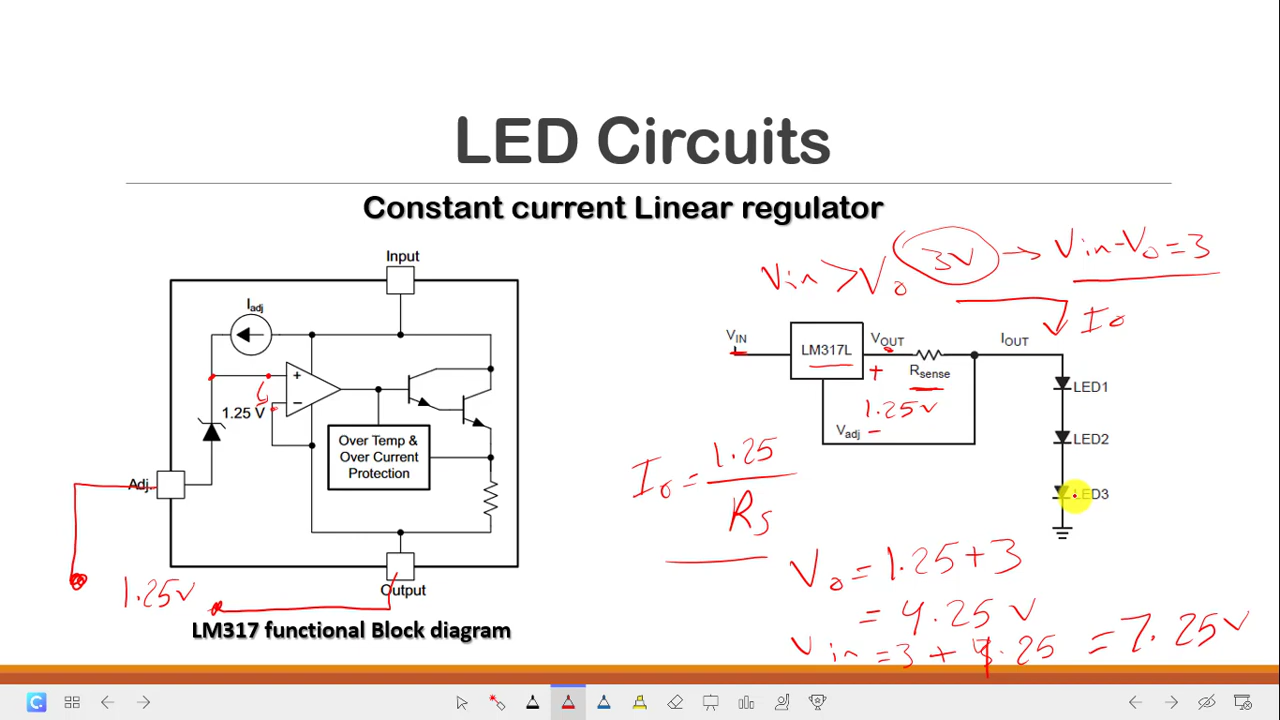 LED Circuits
Constant current Linear regulator
Input
Iadj
1.25 V
Over Temp &
Over Current
Protection
Adj.
Output
1.25V
LM317 functional Block diagram
Vin > Vo 3V → Vin-Vo = 3
Io
VIN
LM317L
VOUT
Rsense
IOUT
+
1.25V
Vadj -
LED1
LED2
LED3
Io = 1.25
Rs
Vo = 1.25 + 3
= 4.25 V
Vin = 3 + 4.25 = 7.25V